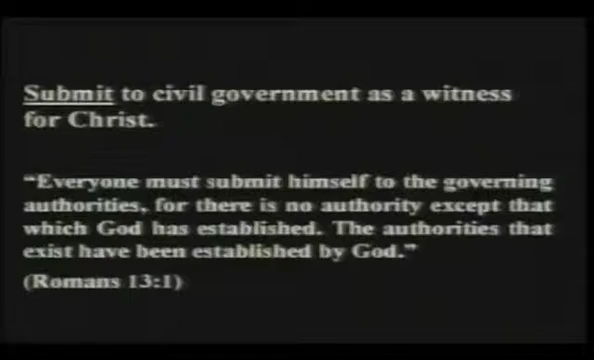 Submit to civil government as a witness
for Christ.
“Everyone must submit himself to the governing
authorities, for there is no authority except that
which God has established. The authorities that
exist have been established by God.”
(Romans 13:1)